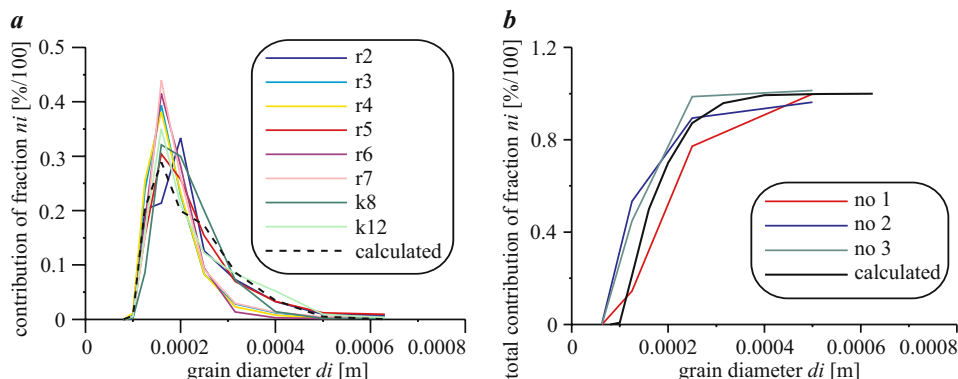 a
contribution of fraction ni [%/100]
0.5
0.4
0.3
0.2
0.1
0
0
0.0002
0.0004
0.0006
0.0008
grain diameter di [m]
r2
r3
r4
r5
r6
r7
k8
k12
calculated
b
total contribution of fraction ni [%/100]
1.2
0.8
0.4
0
0
0.0002
0.0004
0.0006
0.0008
grain diameter di [m]
no 1
no 2
no 3
calculated